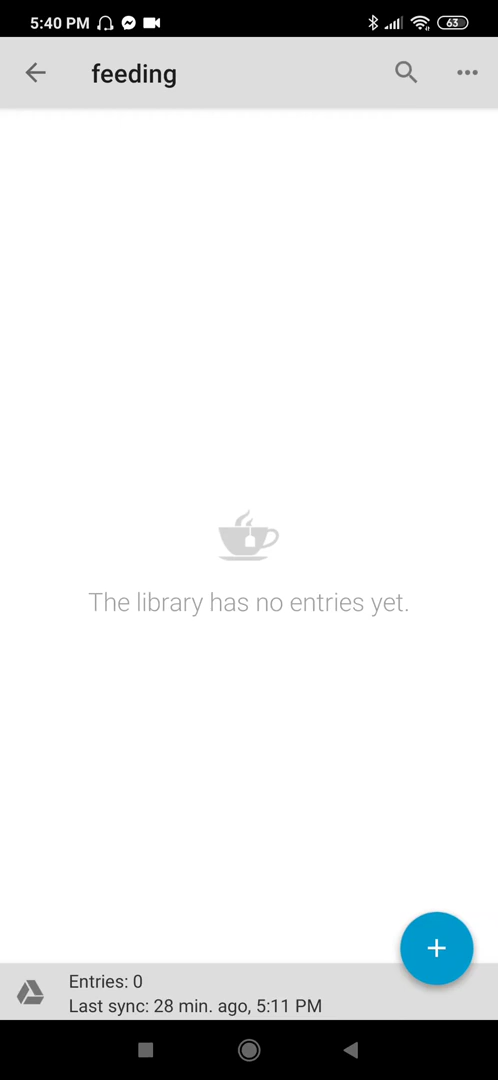 5:40 PM
63
feeding
The library has no entries yet.
Entries: 0
Last sync: 28 min. ago, 5:11 PM